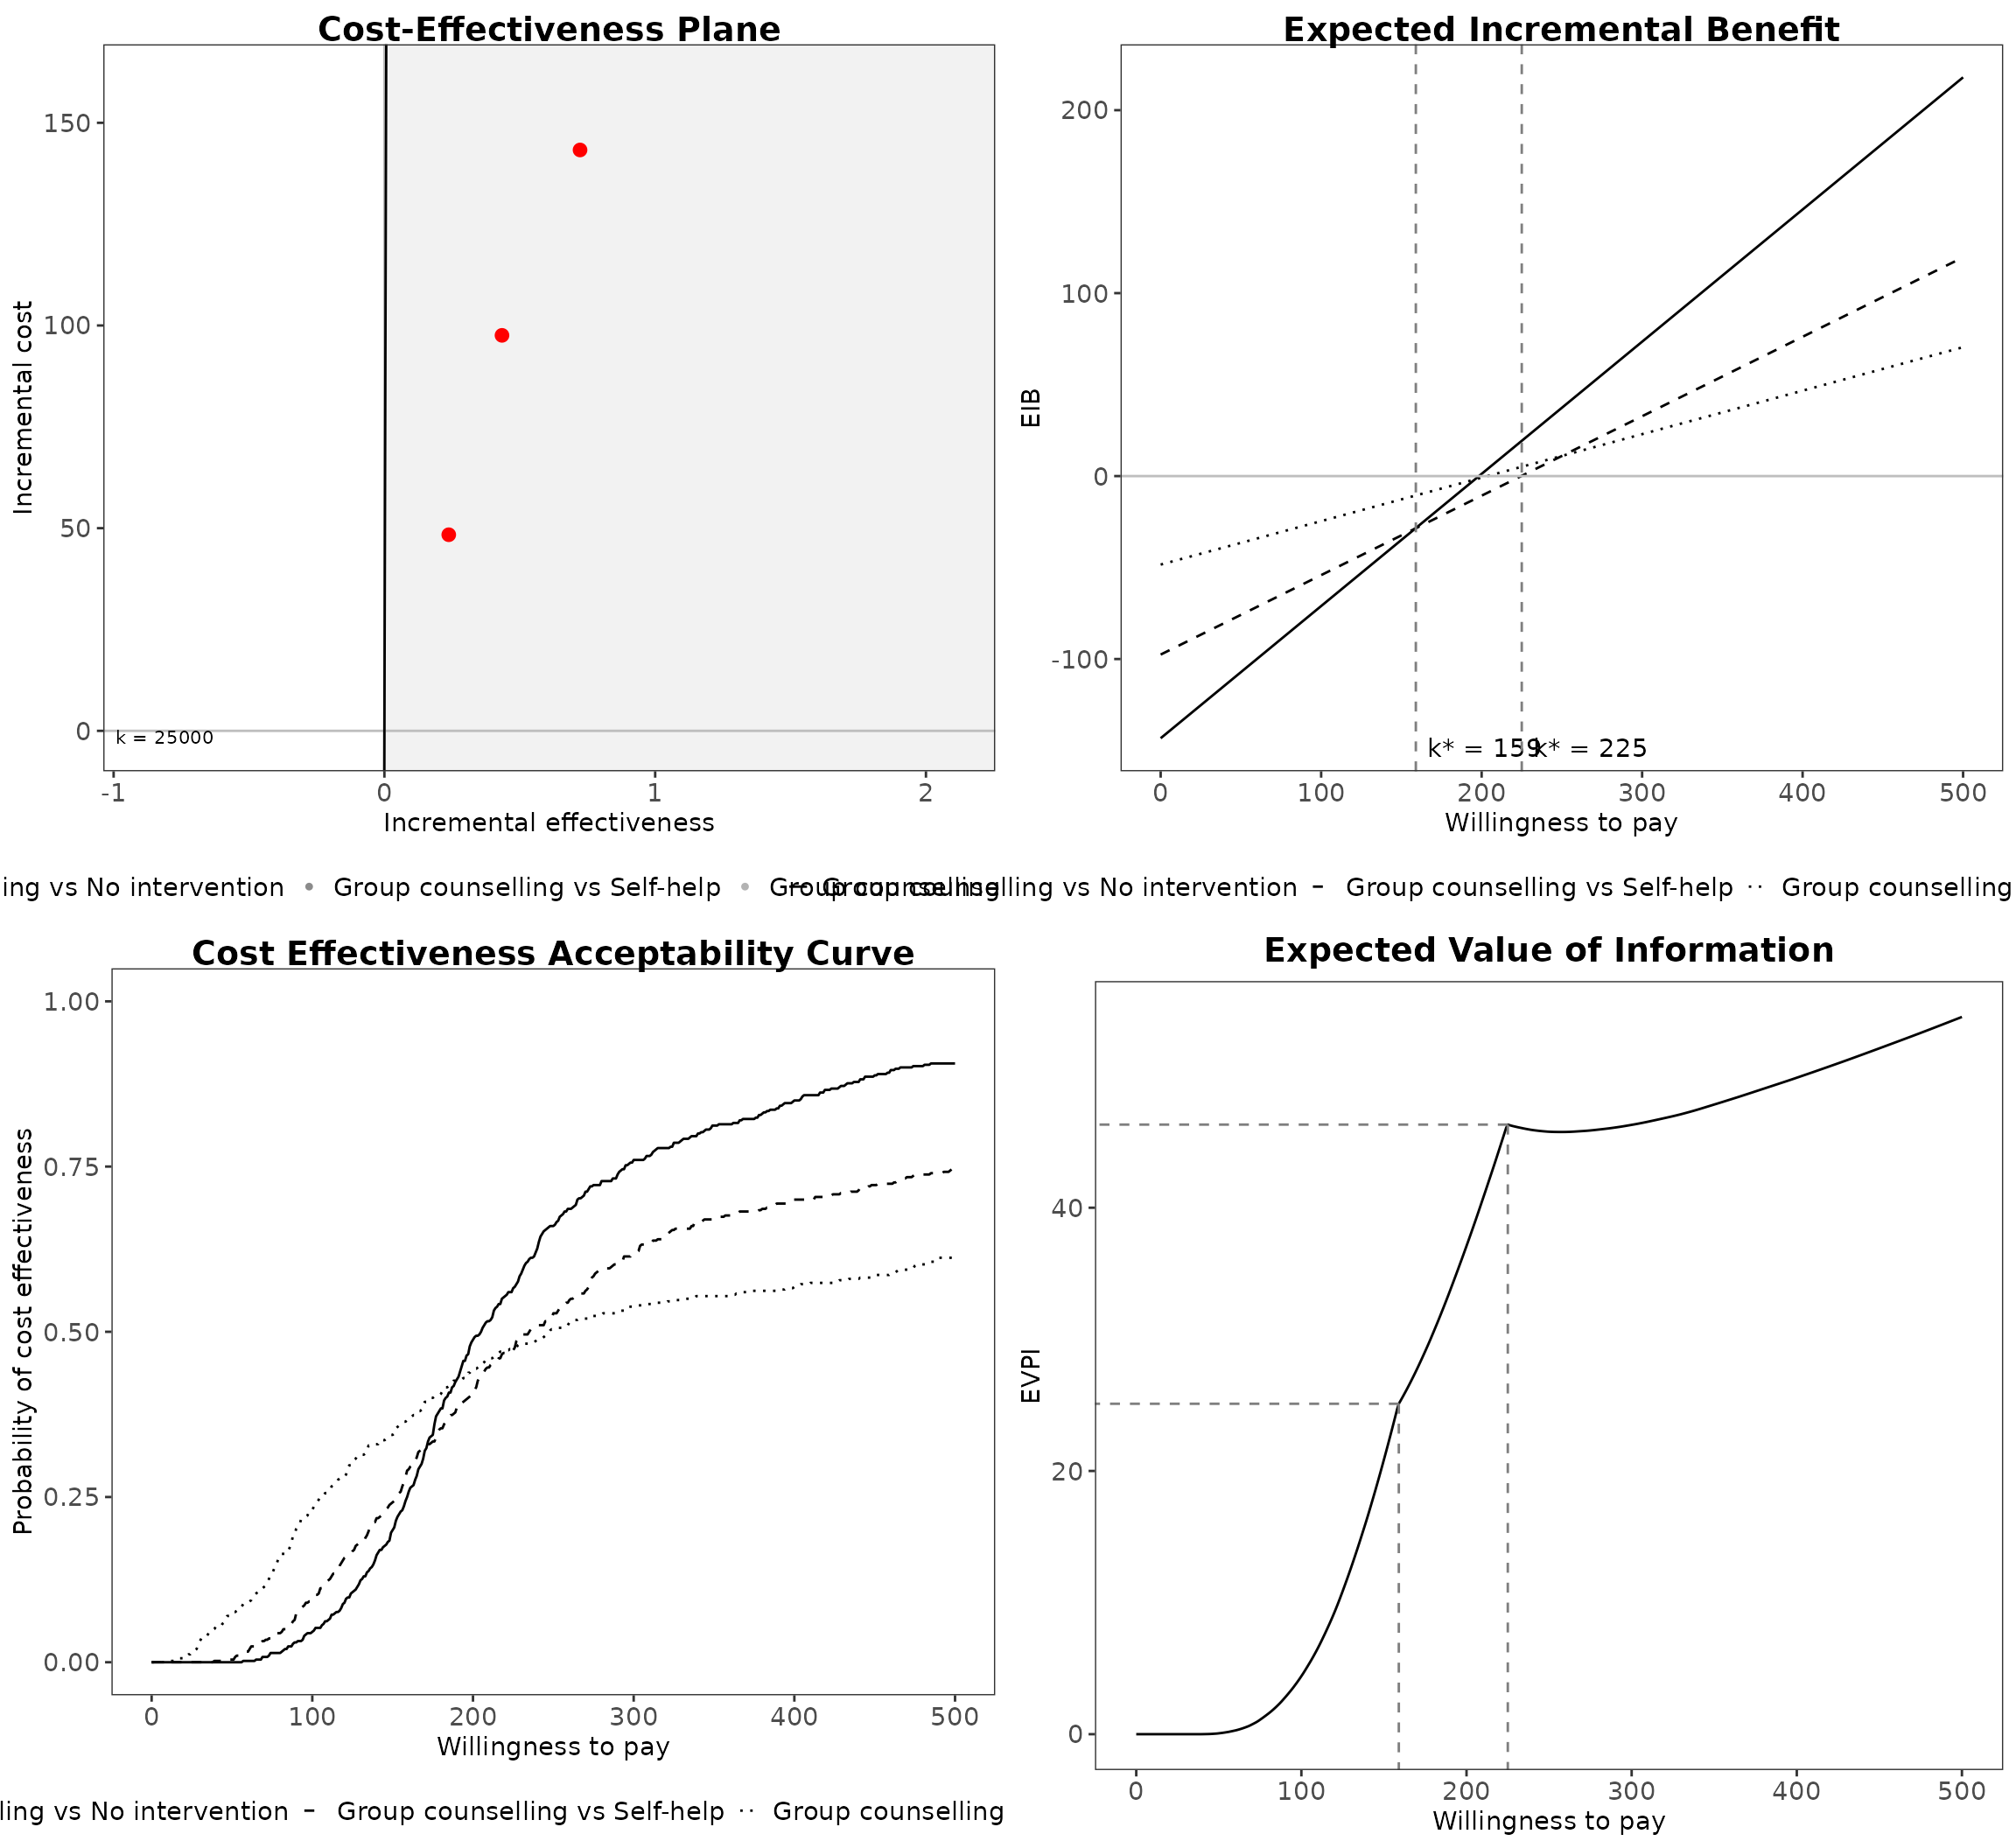 Cost-Effectiveness Plane
150
100
50
0
Incremental cost
k = 25000
-1 0 1 2
Incremental effectiveness
ing vs No intervention Group counselling vs Self-help Group counselling
Expected Incremental Benefit
200
100
0
-100
EIB
k* = 159 k* = 225
0 100 200 300 400 500
Willingness to pay
Group counselling vs No intervention Group counselling vs Self-help Group counselling
Cost Effectiveness Acceptability Curve
1.00
0.75
0.50
0.25
0.00
Probability of cost effectiveness
0 100 200 300 400 500
Willingness to pay
ling vs No intervention Group counselling vs Self-help Group counselling
Expected Value of Information
40
20
0
EVPI
0 100 200 300 400 500
Willingness to pay